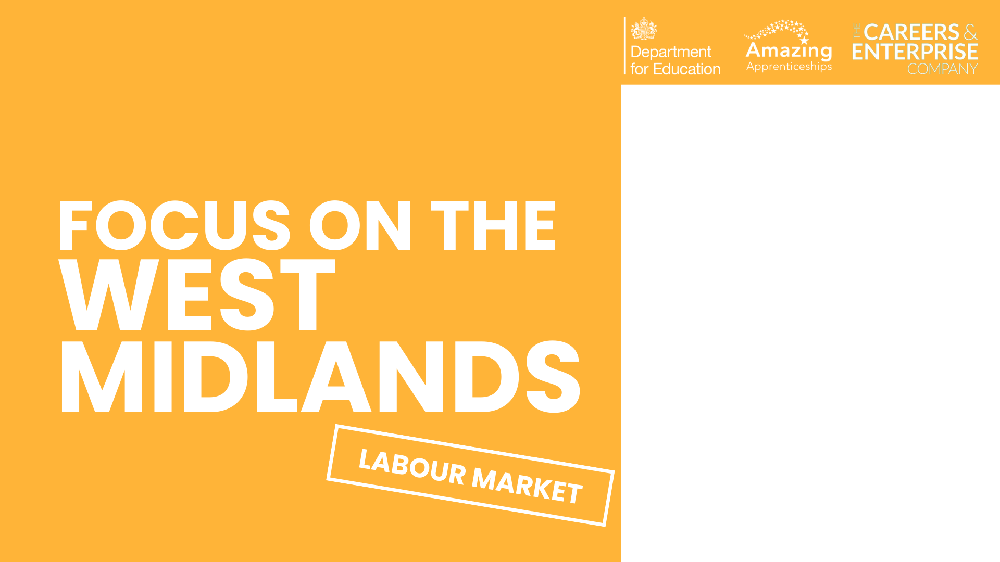 Department
for Education
Amazing
Apprenticeships
THE
CAREERS &
ENTERPRISE
COMPANY
FOCUS ON THE
WEST
MIDLANDS
LABOUR MARKET